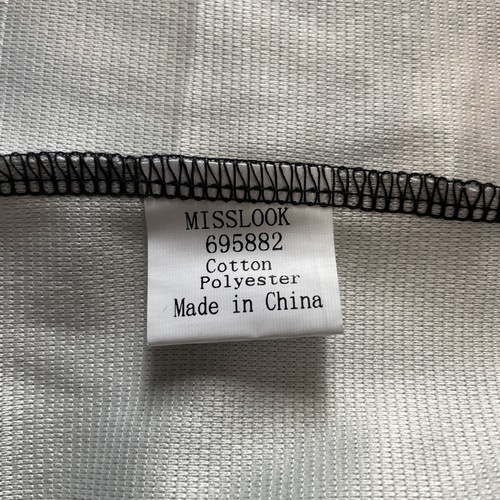 MISSLOOK
695882
Cotton
Polyester
Made in China